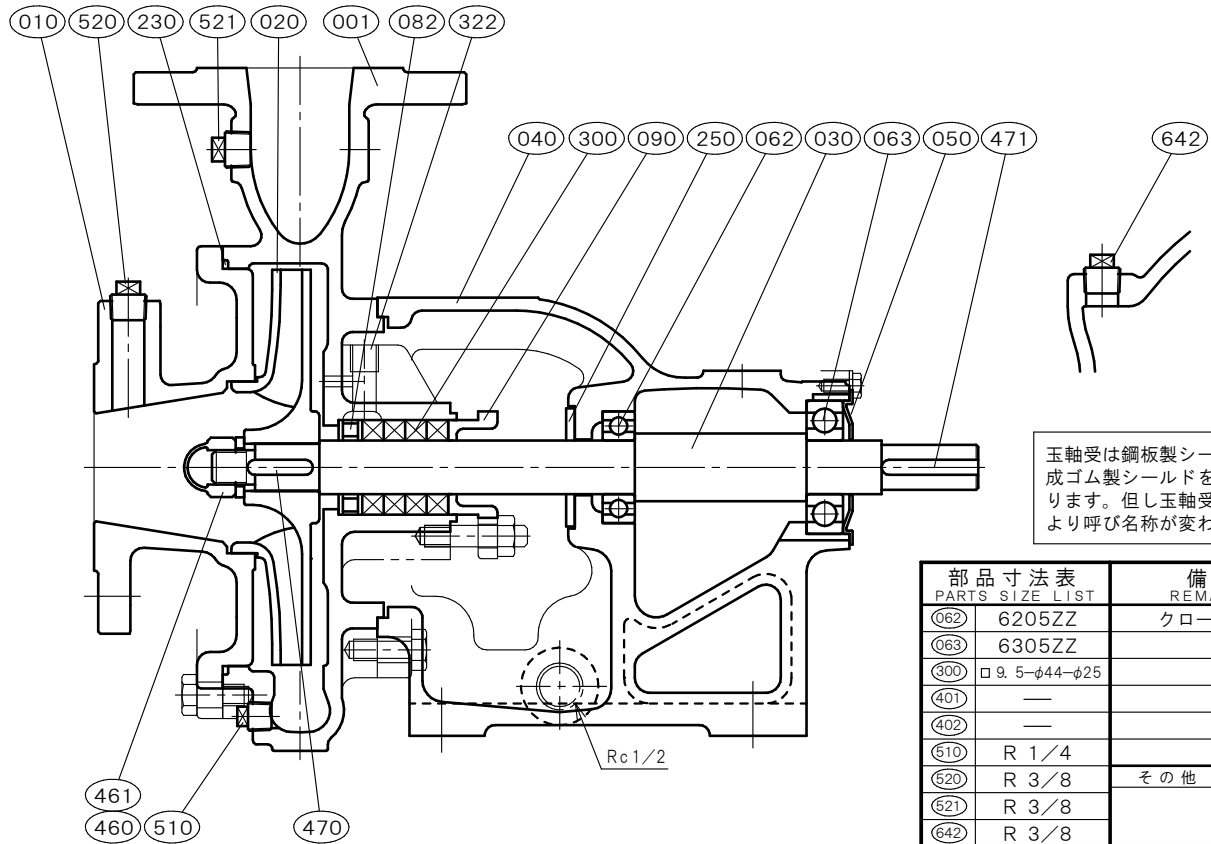 010 520 230 521 020 001 082 322
040 300 090 250 062 030 063 050 471 642
玉軸受は鋼板製シー
成ゴム製シールドを
ります。但し玉軸受
より呼び名称が変わ
部品寸法表 備
PARTS SIZE LIST REMA
062 6205ZZ クロー
063 6305ZZ
300 □9.5-φ44-φ25
401 —
402 —
510 R 1/4
520 R 3/8 その他
521 R 3/8
642 R 3/8
Rc1/2
461
460 510 470